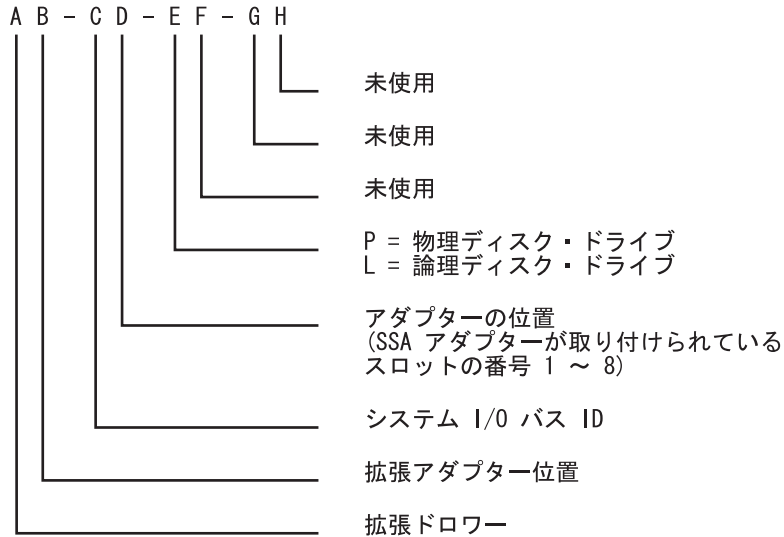 A B - C D - E F - G H
未使用
未使用
未使用
P = 物理ディスク・ドライブ
L = 論理ディスク・ドライブ
アダプターの位置
(SSA アダプターが取り付けられている
スロットの番号 1 ~ 8)
システム I/O バス ID
拡張アダプター位置
拡張ドロワー